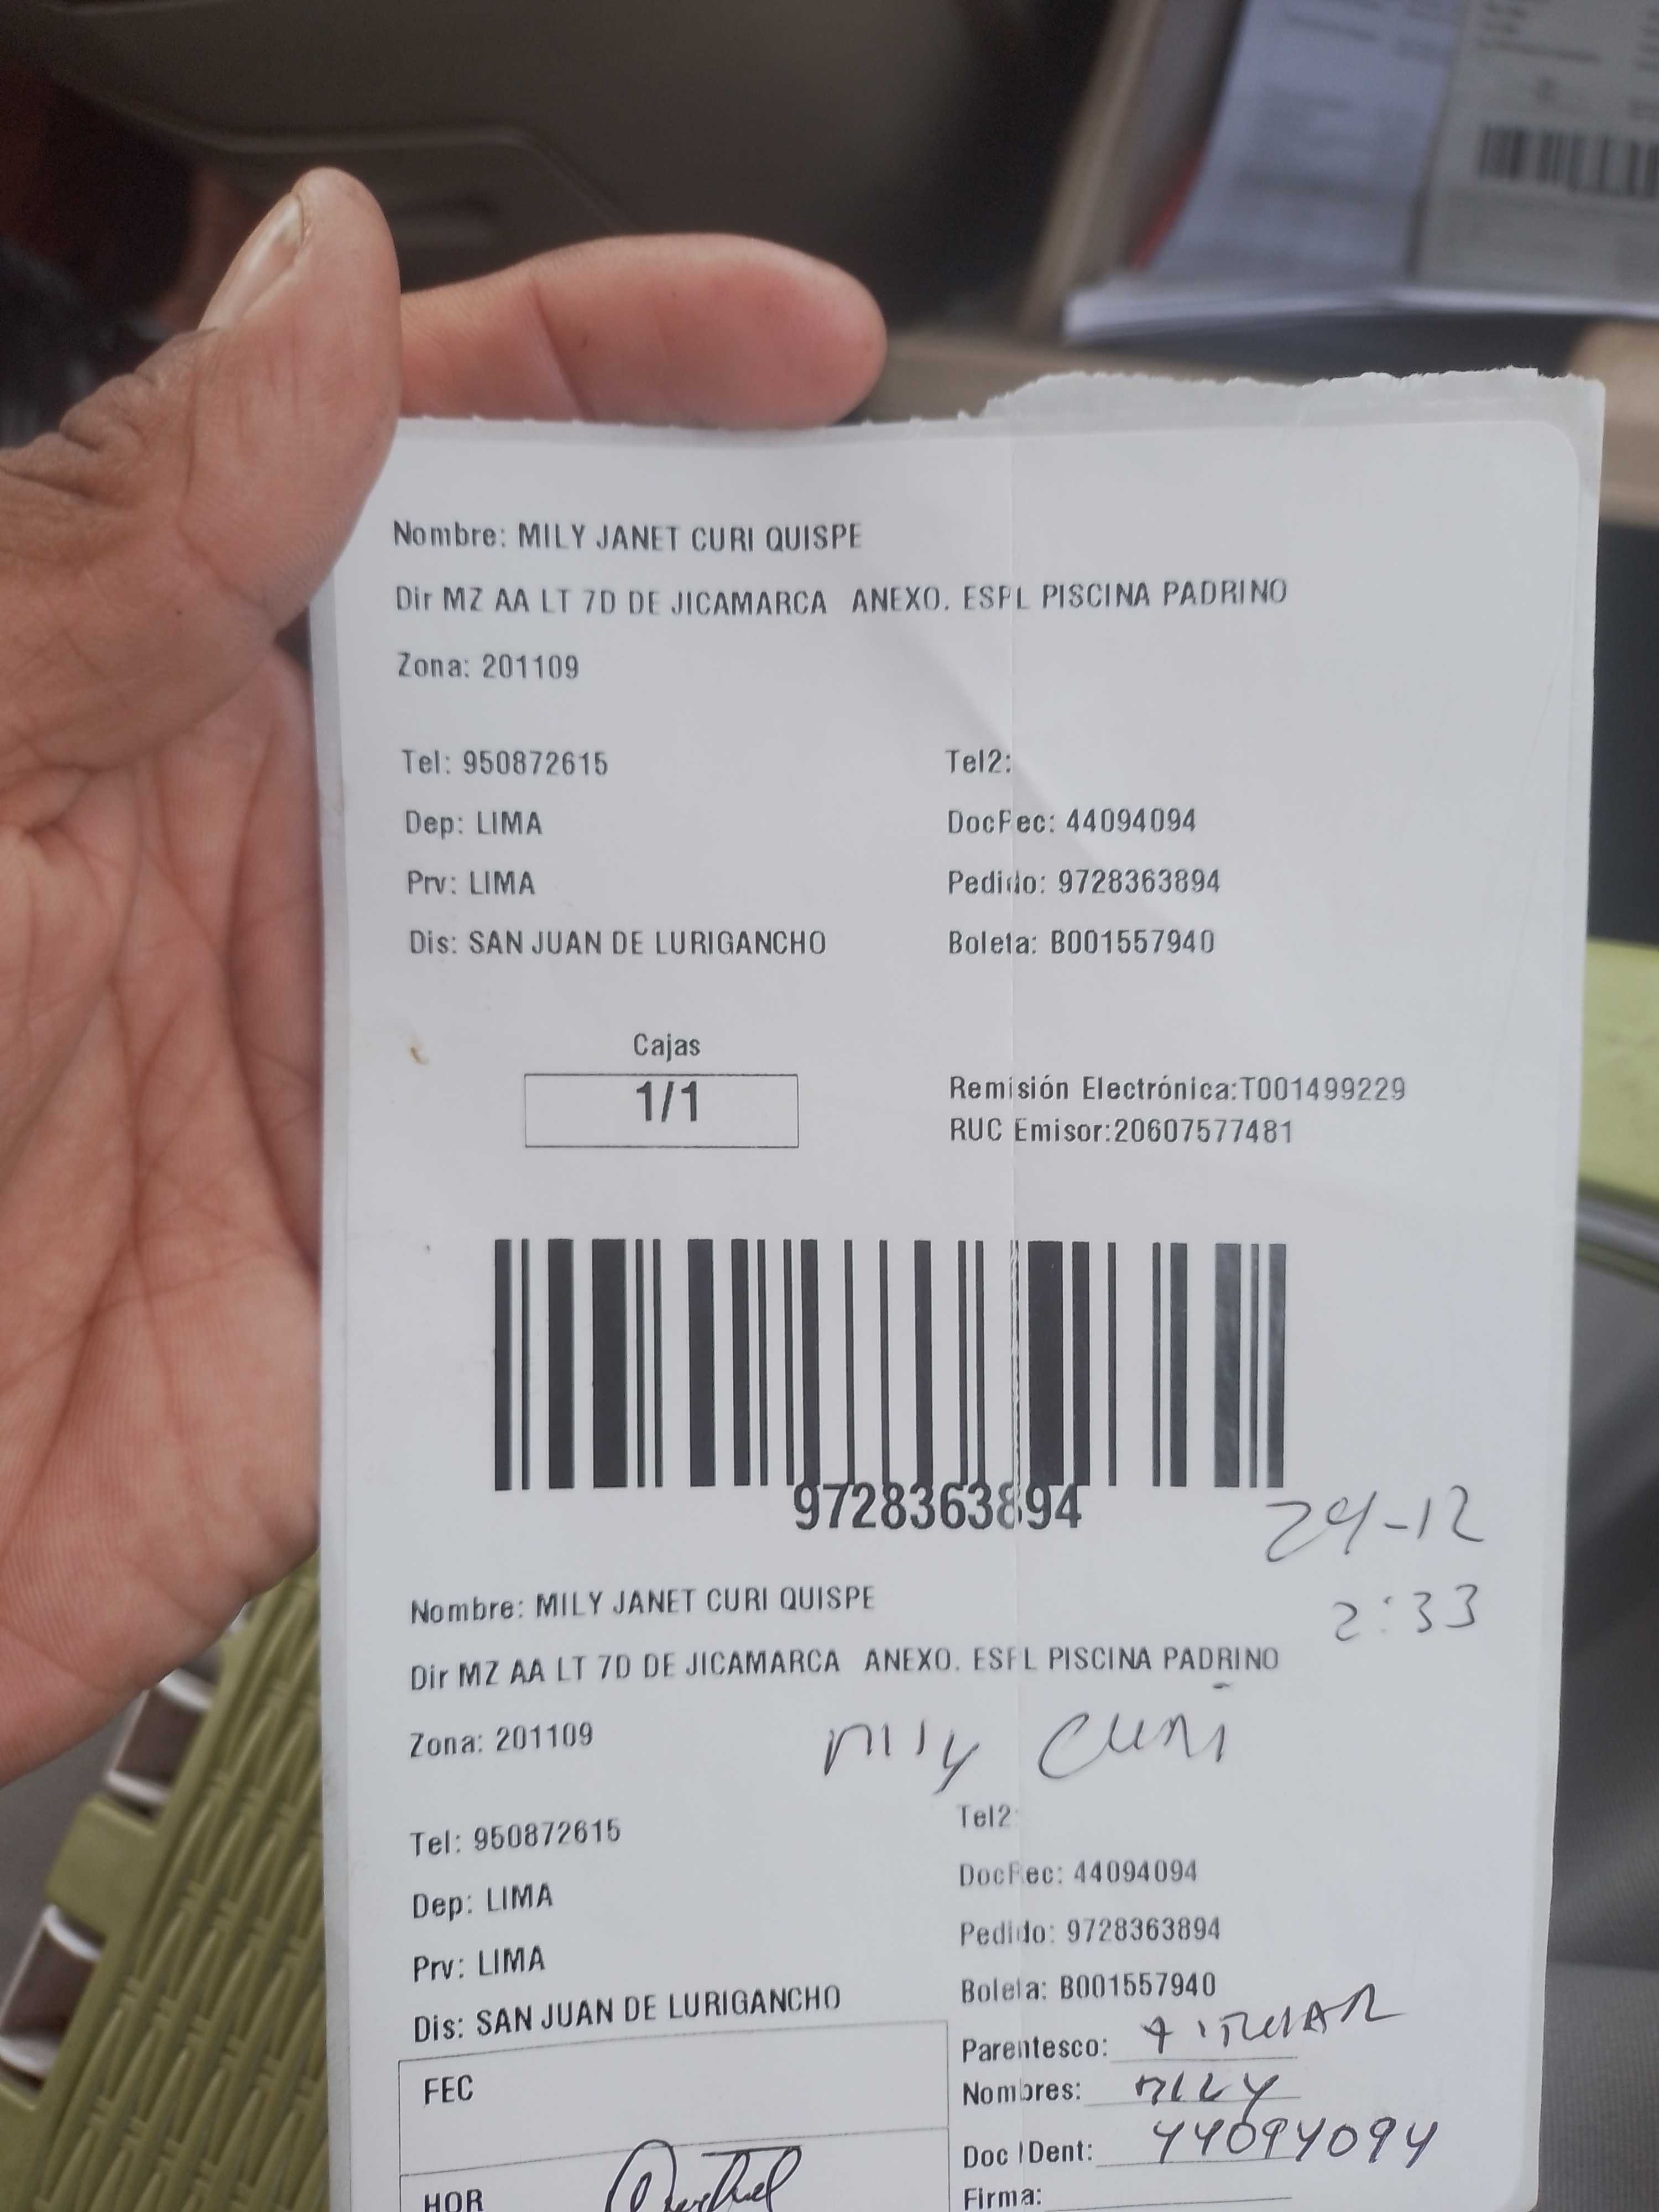 Nombre: MILY JANET CURI QUISPE
Dir MZ AA LT 7D DE JICAMARCA ANEXO. ESPL PISCINA PADRINO
Zona: 201109
Tel: 950872615 Tel2:
Dep: LIMA DocRec: 44094094
Prv: LIMA Pedido: 9728363894
Dis: SAN JUAN DE LURIGANCHO Boleta: B001557940
Cajas
1/1
Remisión Electrónica:T001499229
RUC Emisor:20607577481
9728363894
24-12
2:33
Nombre: MILY JANET CURI QUISPE
Dir MZ AA LT 7D DE JICAMARCA ANEXO. ESPL PISCINA PADRINO
Zona: 201109
Mily Curi
Tel: 950872615 Tel2:
Dep: LIMA DocRec: 44094094
Prv: LIMA Pedido: 9728363894
Dis: SAN JUAN DE LURIGANCHO Boleta: B001557940
Parentesco: TITULAR
FEC
Nombres: MILY
Doc IDent: 44094094
HOR
Firma: